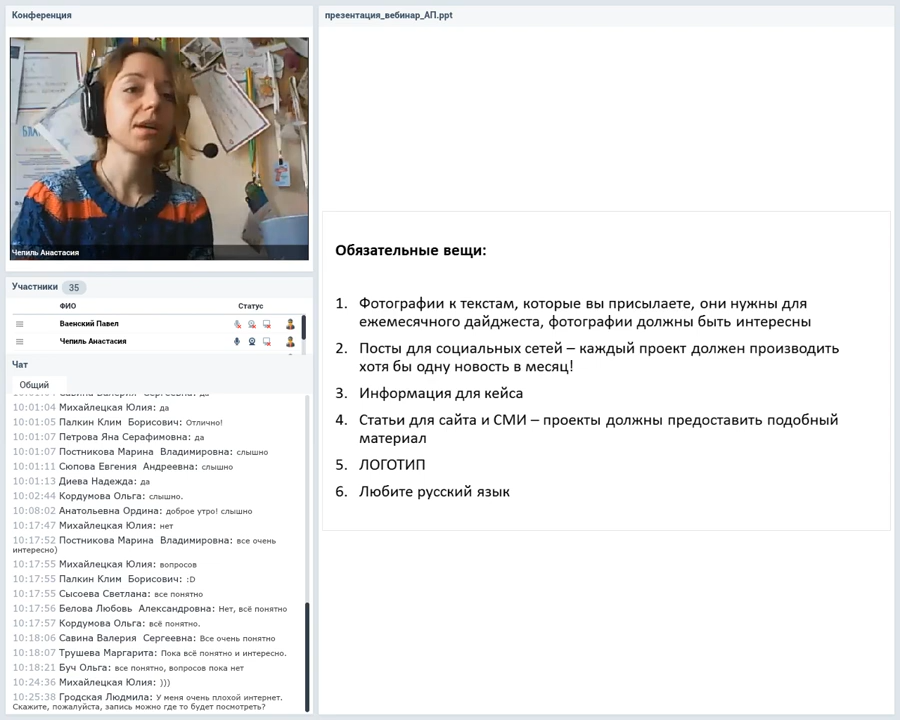 Конференция
БЛА
Чепиль Анастасия
Участники 35
ФИО Статус
Ваенский Павел
Чепиль Анастасия
Чат
Общий
10:01:04 Михайлецкая Юлия: да
10:01:05 Палкин Клим Борисович: Отлично!
10:01:07 Петрова Яна Серафимовна: да
10:01:07 Постникова Марина Владимировна: слышно
10:01:11 Сюпова Евгения Андреевна: слышно
10:01:13 Диева Надежда: да
10:02:44 Кордумова Ольга: слышно.
10:08:02 Анатольевна Ордина: доброе утро! слышно
10:17:47 Михайлецкая Юлия: нет
10:17:52 Постникова Марина Владимировна: все очень
интересно)
10:17:55 Михайлецкая Юлия: вопросов
10:17:55 Палкин Клим Борисович: :D
10:17:55 Сысоева Светлана: все понятно
10:17:56 Белова Любовь Александровна: Нет, всё понятно
10:17:57 Кордумова Ольга: всё понятно.
10:18:06 Савина Валерия Сергеевна: Все очень понятно
10:18:07 Трушева Маргарита: Пока всё понятно и интересно.
10:18:21 Буч Ольга: все понятно, вопросов пока нет
10:24:36 Михайлецкая Юлия: )))
10:25:38 Гродская Людмила: У меня очень плохой интернет.
Скажите, пожалуйста, запись можно где то будет посмотреть?
презентация_вебинар_АП.ppt
Обязательные вещи:
1. Фотографии к текстам, которые вы присылаете, они нужны для
ежемесячного дайджеста, фотографии должны быть интересны
2. Посты для социальных сетей – каждый проект должен производить
хотя бы одну новость в месяц!
3. Информация для кейса
4. Статьи для сайта и СМИ – проекты должны предоставить подобный
материал
5. ЛОГОТИП
6. Любите русский язык